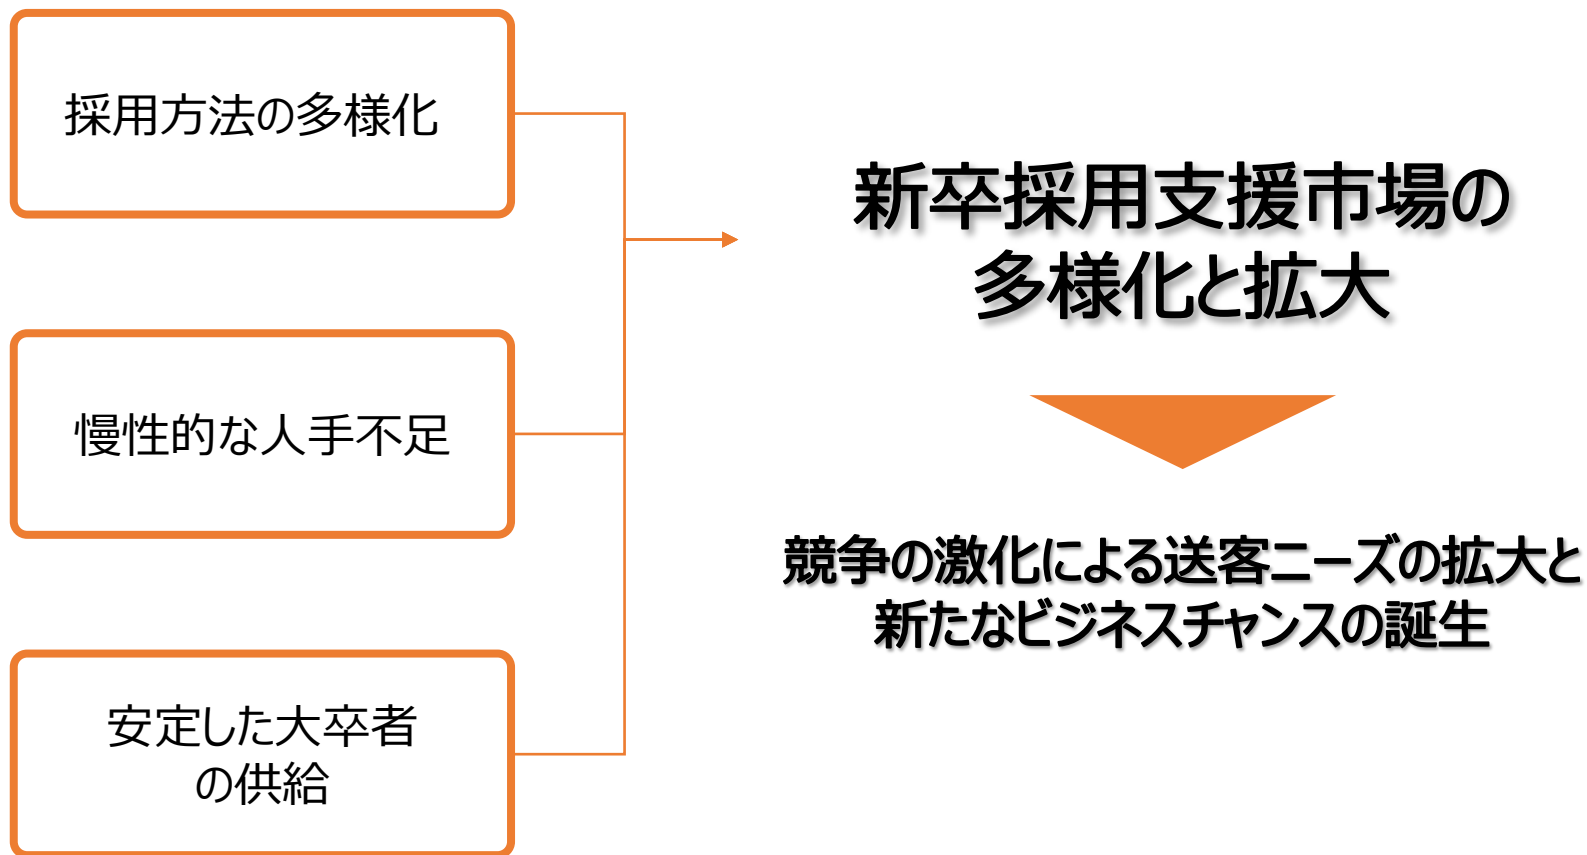 採用方法の多様化
慢性的な人手不足
安定した大卒者
の供給
新卒採用支援市場の
多様化と拡大
競争の激化による送客ニーズの拡大と
新たなビジネスチャンスの誕生